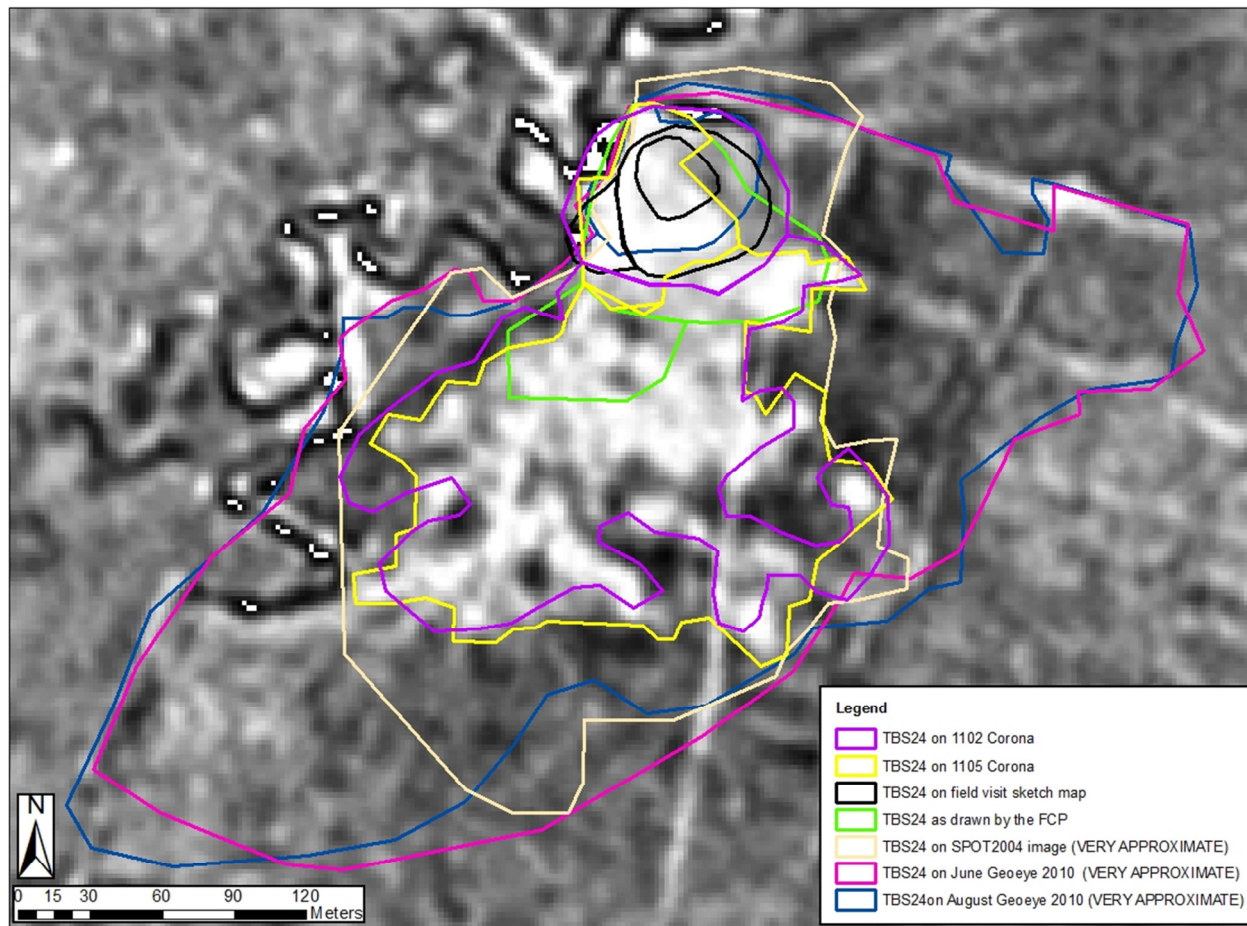 Legend
TBS24 on 1102 Corona
TBS24 on 1105 Corona
TBS24 on field visit sketch map
TBS24 as drawn by the FCP
TBS24 on SPOT2004 image (VERY APPROXIMATE)
TBS24 on June Geoeye 2010 (VERY APPROXIMATE)
TBS24on August Geoeye 2010 (VERY APPROXIMATE)
N
0 15 30 60 90 120
Meters